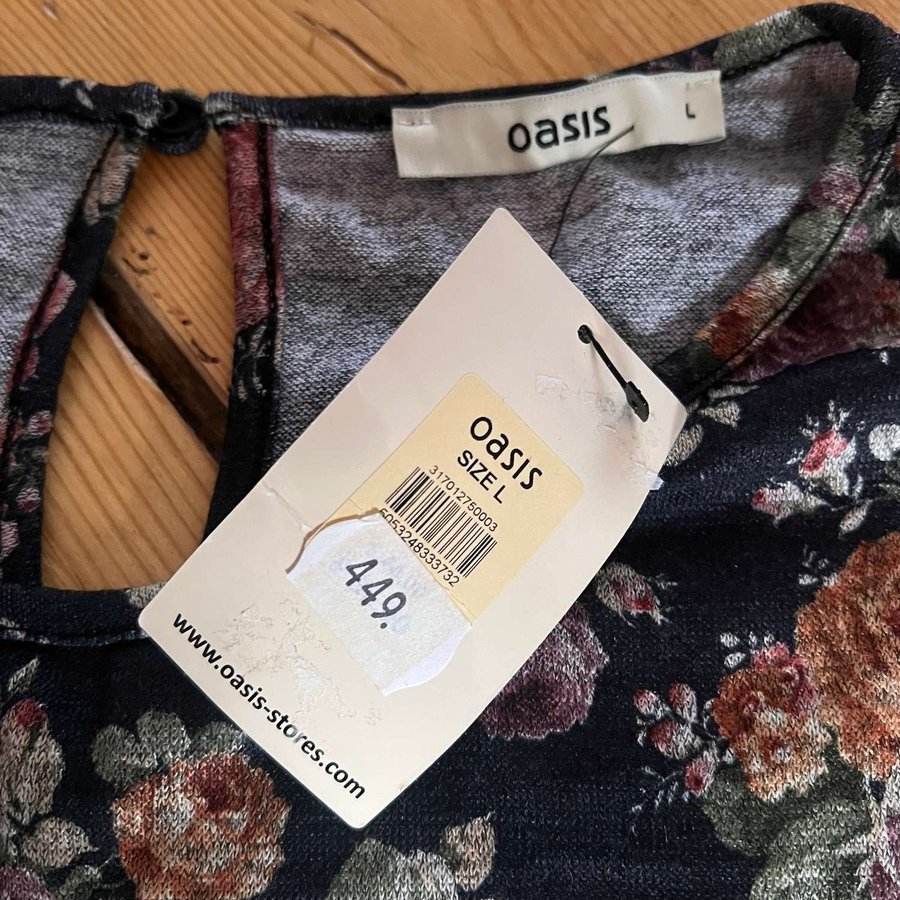 oasis
L
oasis
SIZE L
317012750003
5053248333732
449.
www.oasis-stores.com